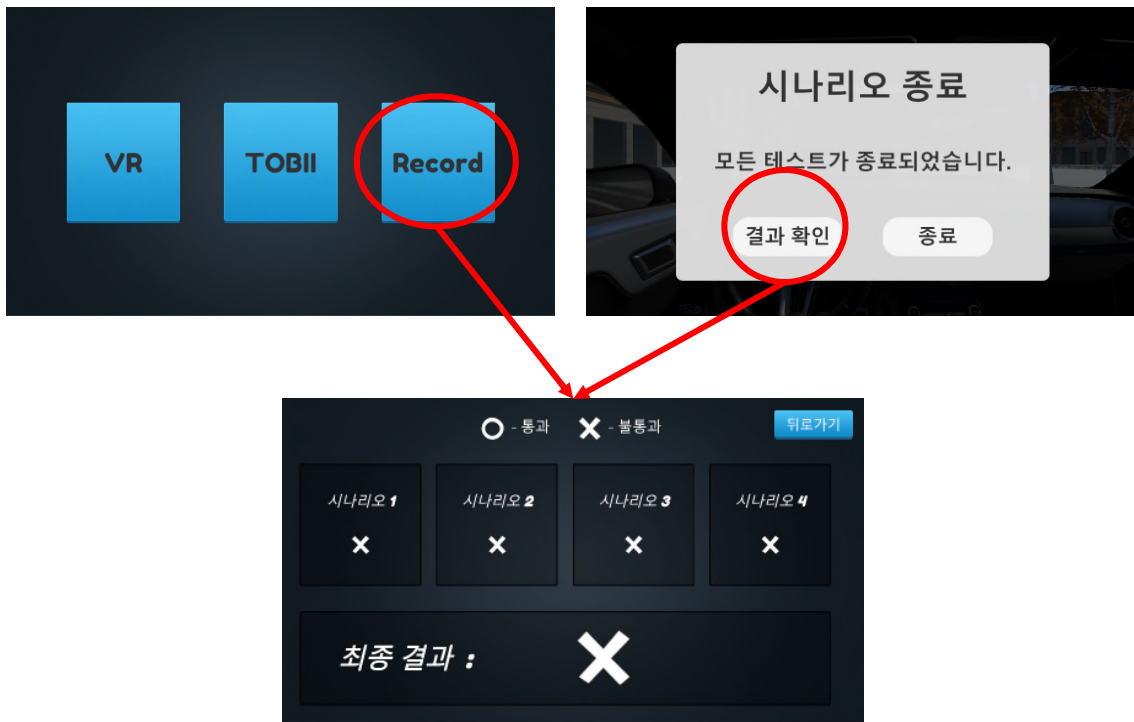 VR TOBII Record
시나리오 종료
모든 테스트가 종료되었습니다.
결과 확인 종료
- 통과 - 불통과 뒤로가기
시나리오 1 시나리오 2 시나리오 3 시나리오 4
최종 결과 :